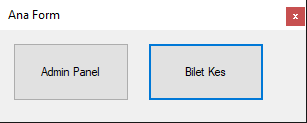 Ana Form
x
Admin Panel
Bilet Kes